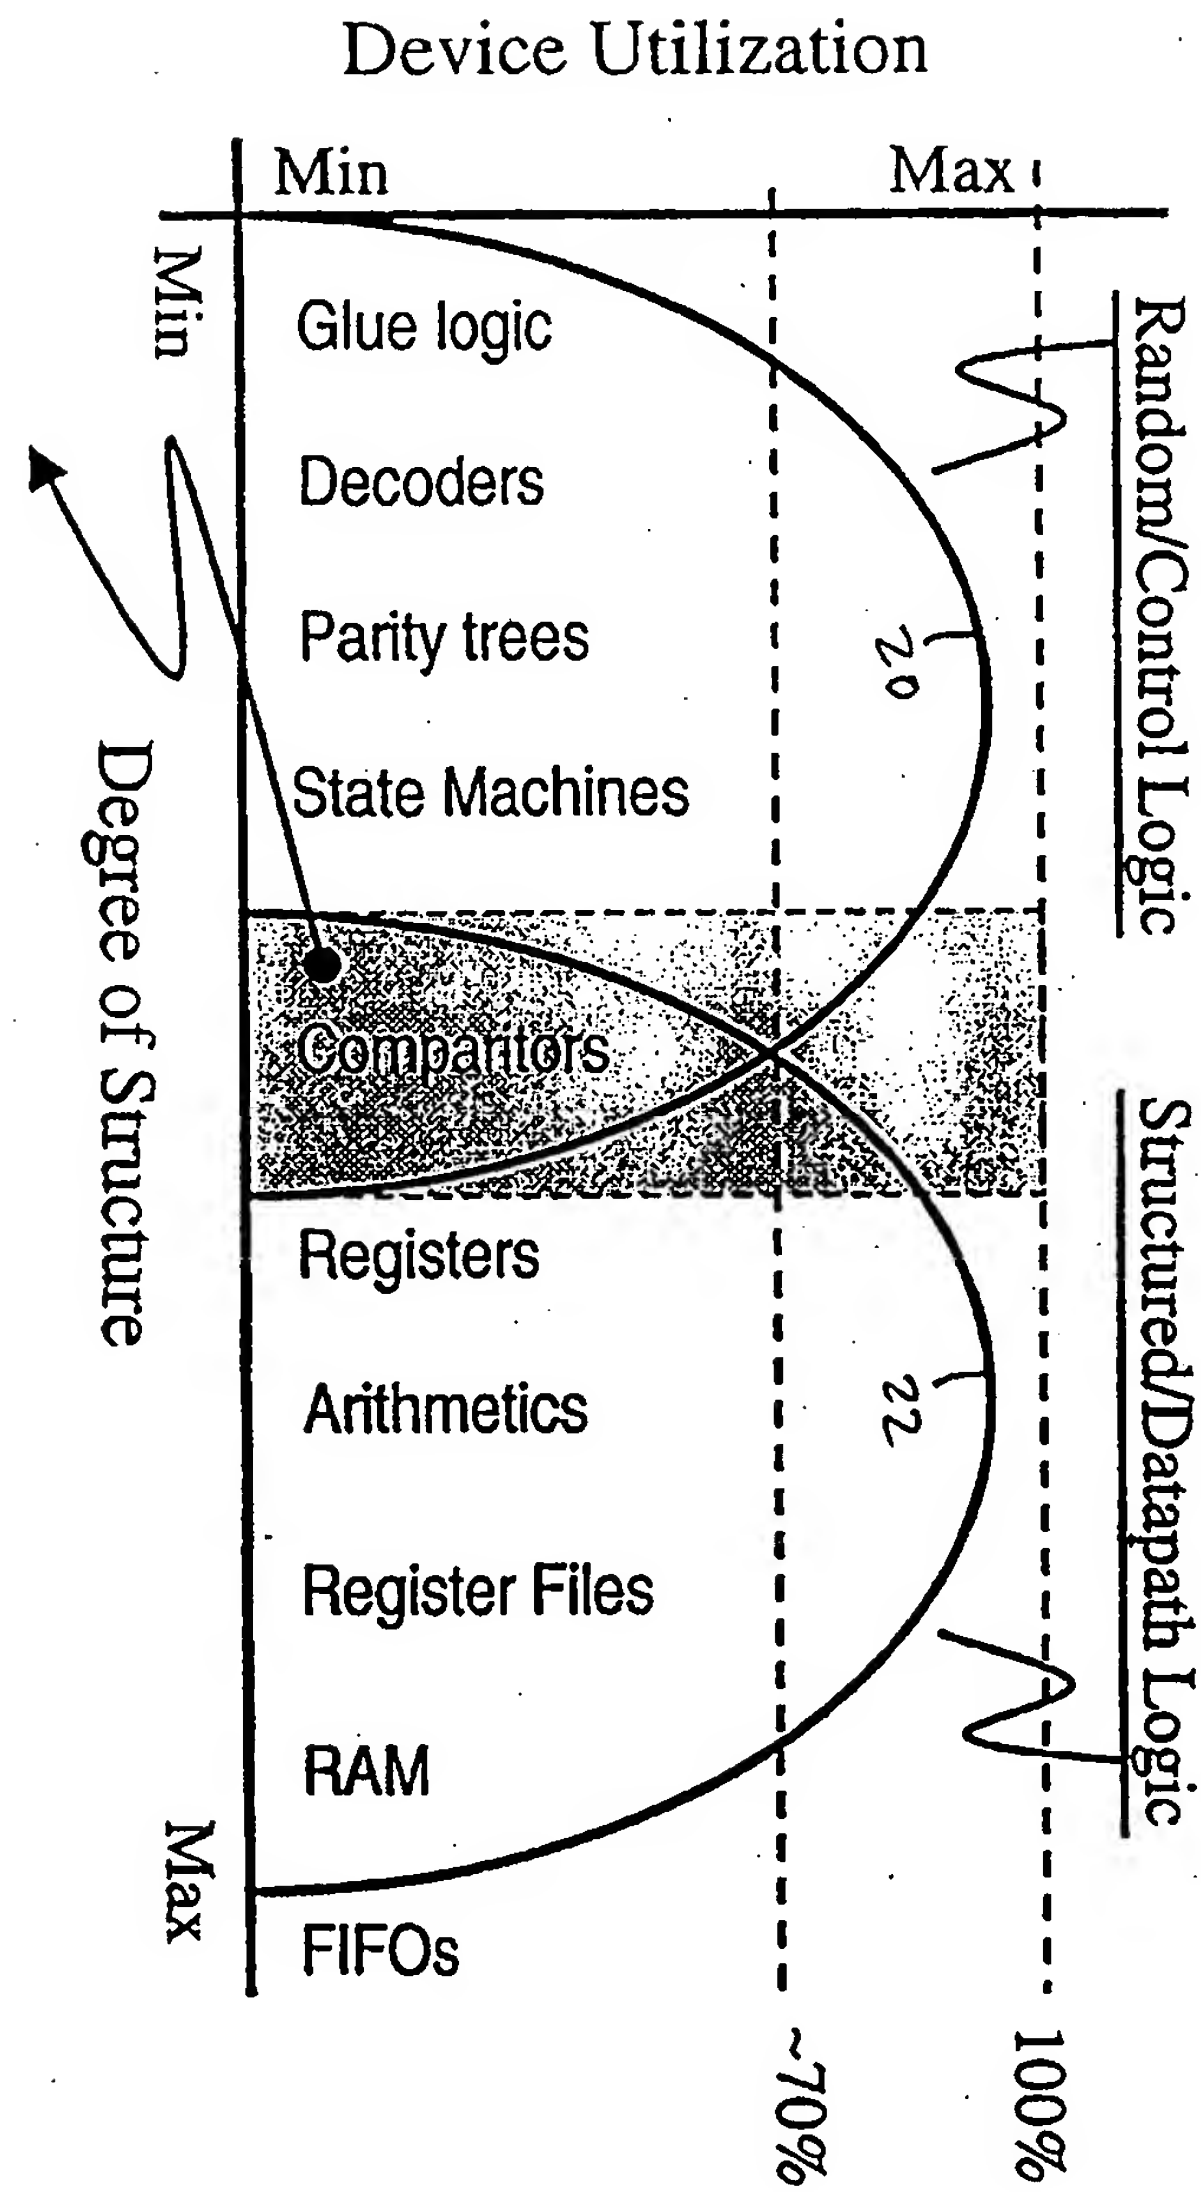 Device Utilization
Min
Max
Min
Random/Control Logic
Glue logic
Decoders
Parity trees
20
State Machines
Degree of Structure
Comparitors
Structured/Datapath Logic
Registers
Arithmetics
22
Register Files
RAM
Max
FIFOs
~70%
100%